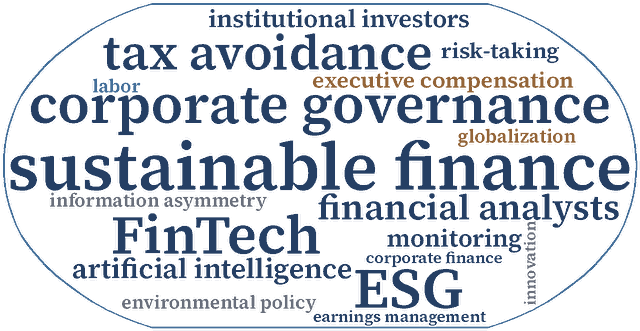 institutional investors
tax avoidance
risk-taking
labor
executive compensation
corporate governance
globalization
sustainable finance
information asymmetry
financial analysts
FinTech
monitoring
innovation
corporate finance
artificial intelligence
ESG
environmental policy
earnings management